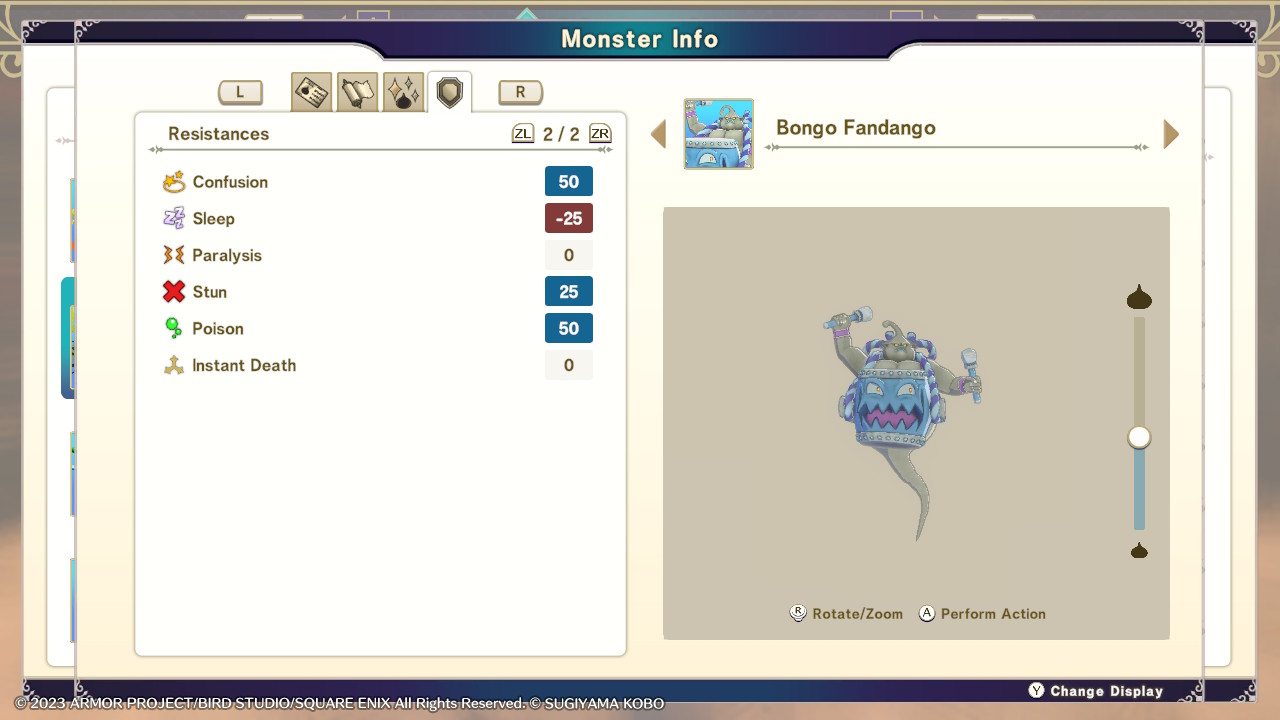 Monster Info
L
R
Resistances
ZL 2 / 2 ZR
Bongo Fandango
Confusion 50
Sleep -25
Paralysis 0
Stun 25
Poison 50
Instant Death 0
R Rotate/Zoom A Perform Action
Y Change Display
© 2023 ARMOR PROJECT/BIRD STUDIO/SQUARE ENIX All Rights Reserved. © SUGIYAMA KOBO